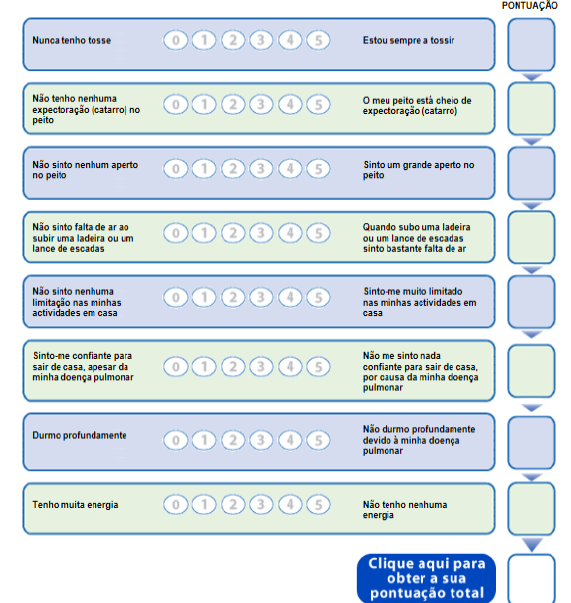 PONTUAÇÃO
Nunca tenho tosse 0 1 2 3 4 5 Estou sempre a tossir
Não tenho nenhuma
expectoração (catarro) no
peito
0 1 2 3 4 5
O meu peito está cheio de
expectoração (catarro)
Não sinto nenhum aperto
no peito
0 1 2 3 4 5
Sinto um grande aperto no
peito
Não sinto falta de ar ao
subir uma ladeira ou um
lance de escadas
0 1 2 3 4 5
Quando subo uma ladeira
ou um lance de escadas
sinto bastante falta de ar
Não sinto nenhuma
limitação nas minhas
actividades em casa
0 1 2 3 4 5
Sinto-me muito limitado
nas minhas actividades em
casa
Sinto-me confiante para
sair de casa, apesar da
minha doença pulmonar
0 1 2 3 4 5
Não me sinto nada
confiante para sair de casa,
por causa da minha doença
pulmonar
Durmo profundamente
0 1 2 3 4 5
Não durmo profundamente
devido à minha doença
pulmonar
Tenho muita energia
0 1 2 3 4 5
Não tenho nenhuma
energia
Clique aqui para
obter a sua
pontuação total